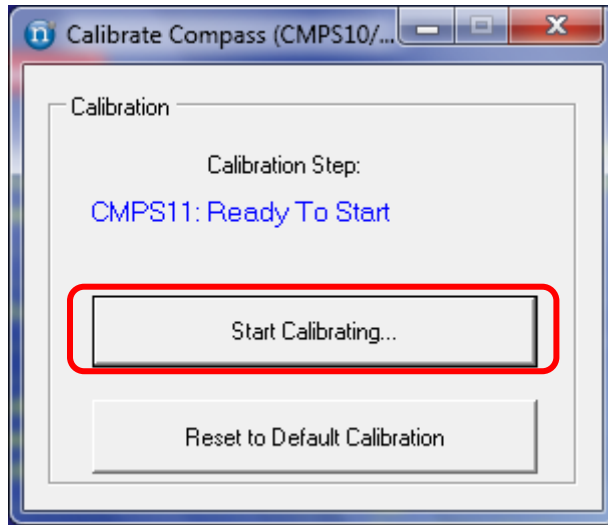 Calibrate Compass (CMPS10/...
Calibration
Calibration Step:
CMPS11: Ready To Start
Start Calibrating...
Reset to Default Calibration